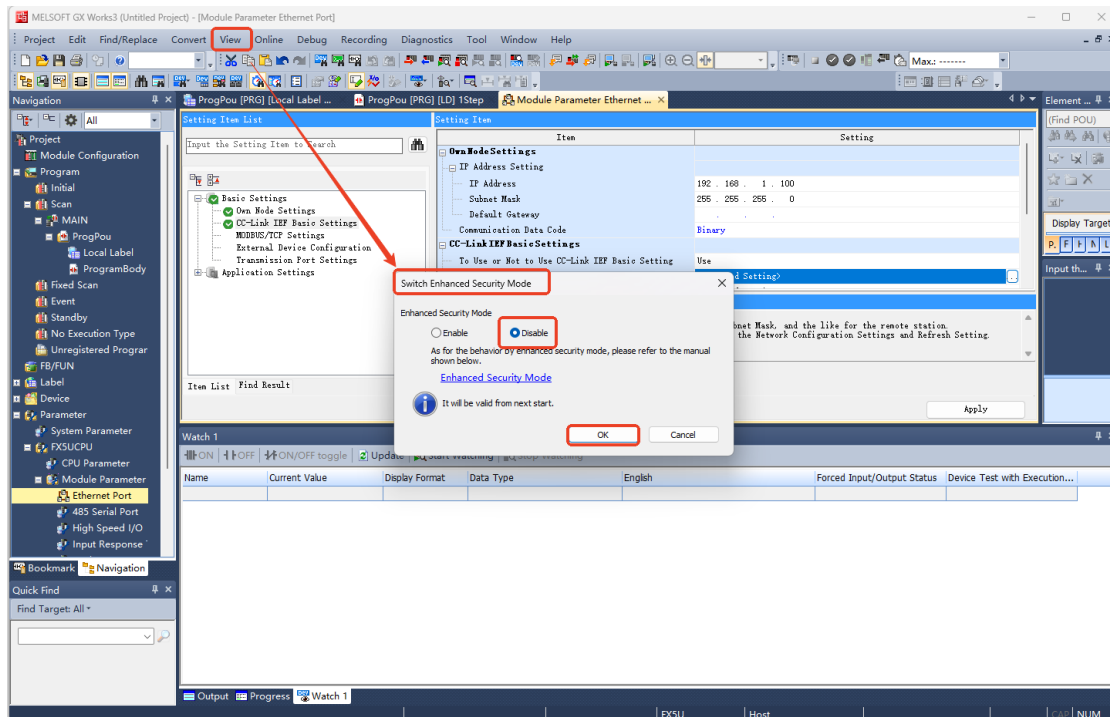 MELSOFT GX Works3 (Untitled Project) - [Module Parameter Ethernet Port]
Project Edit Find/Replace Convert View Online Debug Recording Diagnostics Tool Window Help
Max.: -------
Navigation
ProgPou [PRG] [Local Label ...
ProgPou [PRG] [LD] 1Step
Module Parameter Ethernet ...
Element ...
All
Project
Module Configuration
Program
Initial
Scan
MAIN
ProgPou
Local Label
ProgramBody
Fixed Scan
Event
Standby
No Execution Type
Unregistered Prograr
FB/FUN
Label
Device
Parameter
System Parameter
FX5UCPU
CPU Parameter
Module Parameter
Ethernet Port
485 Serial Port
High Speed I/O
Input Response
Bookmark Navigation
Quick Find
Find Target: All
Setting Item List
Input the Setting Item to Search
Basic Settings
Own Node Settings
CC-Link IEF Basic Settings
MODBUS/TCP Settings
External Device Configuration
Transmission Port Settings
Application Settings
Item List Find Result
Setting Item
Item Setting
Own Node Settings
IP Address Setting
IP Address 192 . 168 . 1 . 100
Subnet Mask 255 . 255 . 255 . 0
Default Gateway . . .
Communication Data Code Binary
CC-Link IEF Basic Settings
To Use or Not to Use CC-Link IEF Basic Setting Use
d Setting>
Mask, and the like for the remote station.
the Network Configuration Settings and Refresh Setting.
Apply
Switch Enhanced Security Mode
Enhanced Security Mode
Enable Disable
As for the behavior by enhanced security mode, please refer to the manual
shown below.
Enhanced Security Mode
It will be valid from next start.
OK Cancel
(Find POU)
Display Target
P. F
Input th...
Watch 1
ON OFF ON/OFF toggle Update Start Watching Stop Watching
Name Current Value Display Format Data Type English Forced Input/Output Status Device Test with Execution...
Output Progress Watch 1
FX5U Host CAP NUM